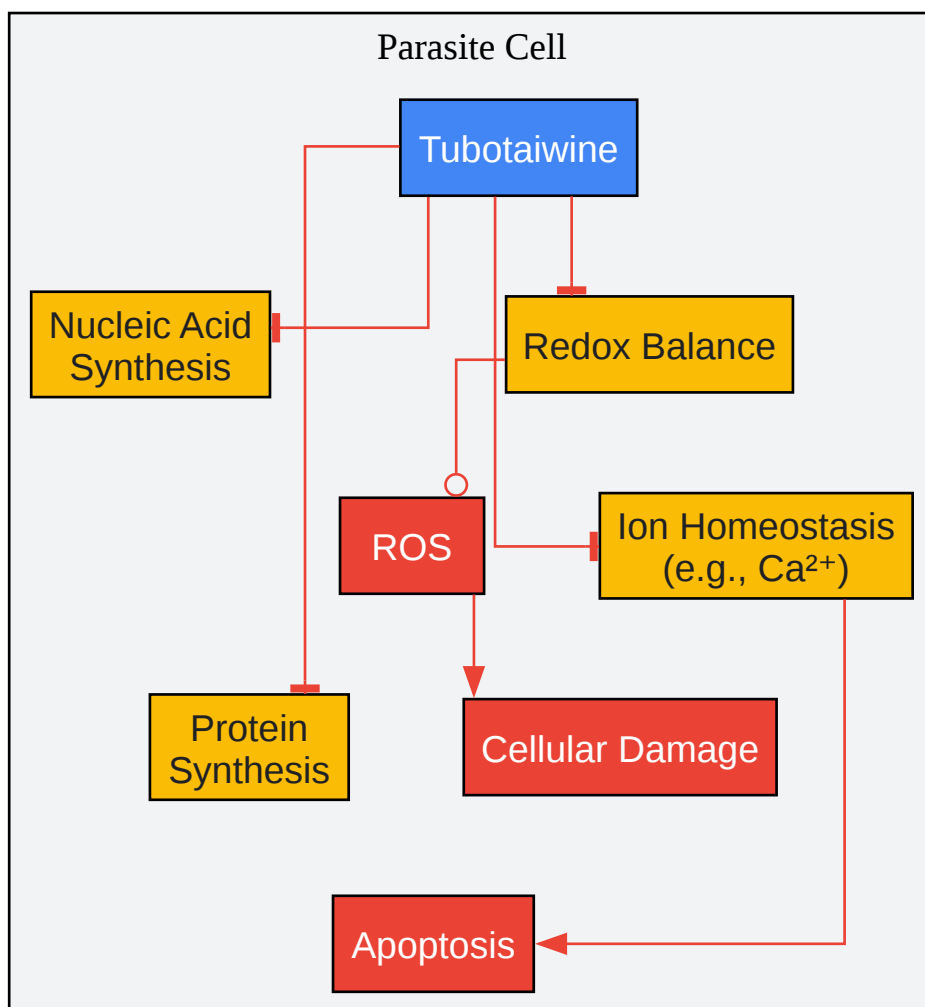 Parasite Cell
Tubotaiwine
Nucleic Acid
Synthesis
Redox Balance
ROS
Ion Homeostasis
(e.g., Ca²⁺)
Protein
Synthesis
Cellular Damage
Apoptosis